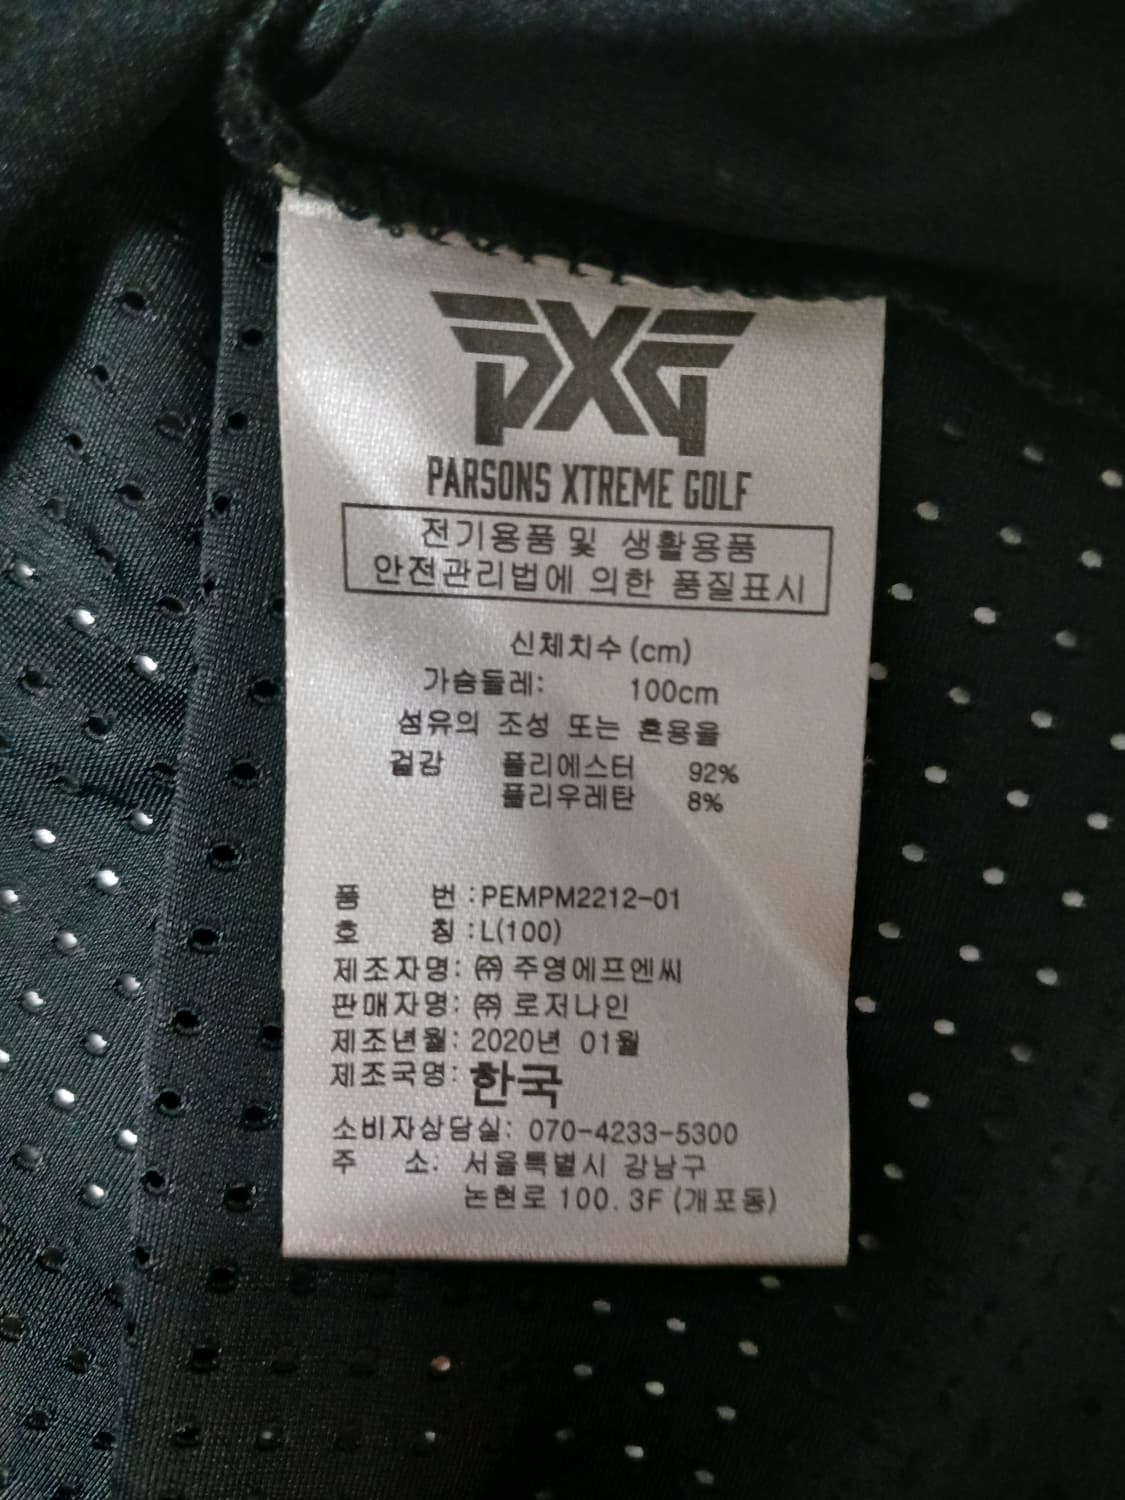 PXG
PARSONS XTREME GOLF
전기용품 및 생활용품
안전관리법에 의한 품질표시
신체치수(cm)
가슴둘레: 100cm
섬유의 조성 또는 혼용율
겉감 폴리에스터 92%
폴리우레탄 8%
품 번 :PEMPM2212-01
호 칭 :L(100)
제조자명: ㈜ 주영에프엔씨
판매자명: ㈜ 로저나인
제조년월: 2020년 01월
제조국명: 한국
소비자상담실: 070-4233-5300
주 소: 서울특별시 강남구
논현로 100. 3F (개포동)